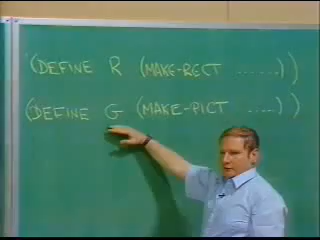 (DEFINE R (MAKE-RECT ......))
(DEFINE G (MAKE-PICT .....))